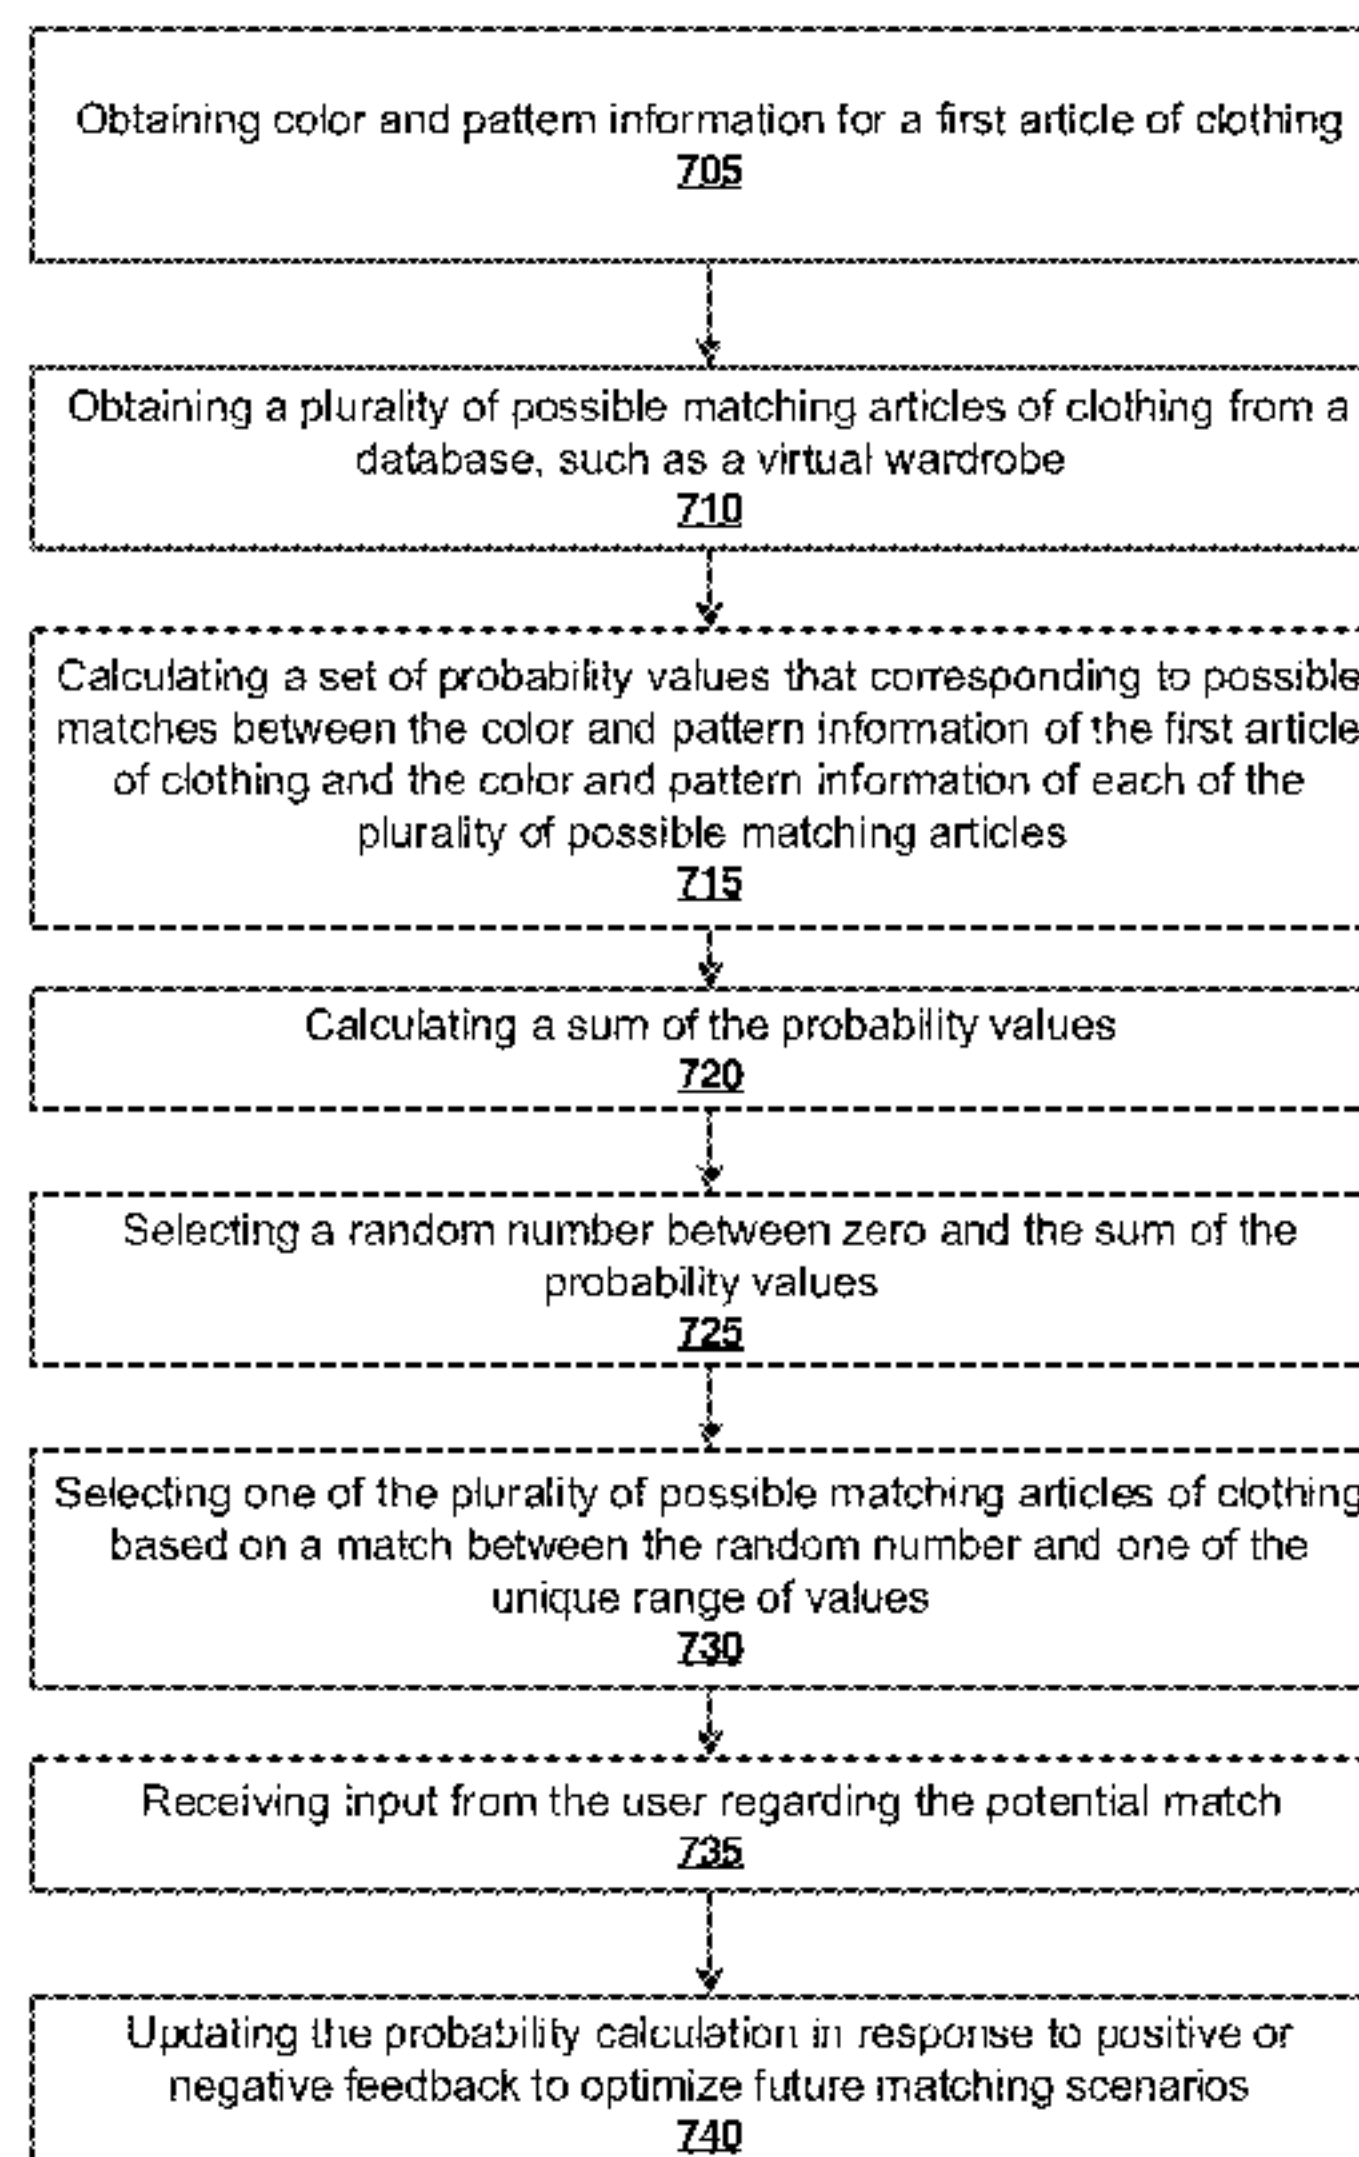 Obtaining color and pattern information for a first article of clothing
705
Obtaining a plurality of possible matching articles of clothing from a
database, such as a virtual wardrobe
710
Calculating a set of probability values that corresponding to possible
matches between the color and pattern information of the first article
of clothing and the color and pattern information of each of the
plurality of possible matching articles
715
Calculating a sum of the probability values
720
Selecting a random number between zero and the sum of the
probability values
725
Selecting one of the plurality of possible matching articles of clothing
based on a match between the random number and one of the
unique range of values
730
Receiving input from the user regarding the potential match
735
Updating the probability calculation in response to positive or
negative feedback to optimize future matching scenarios
740